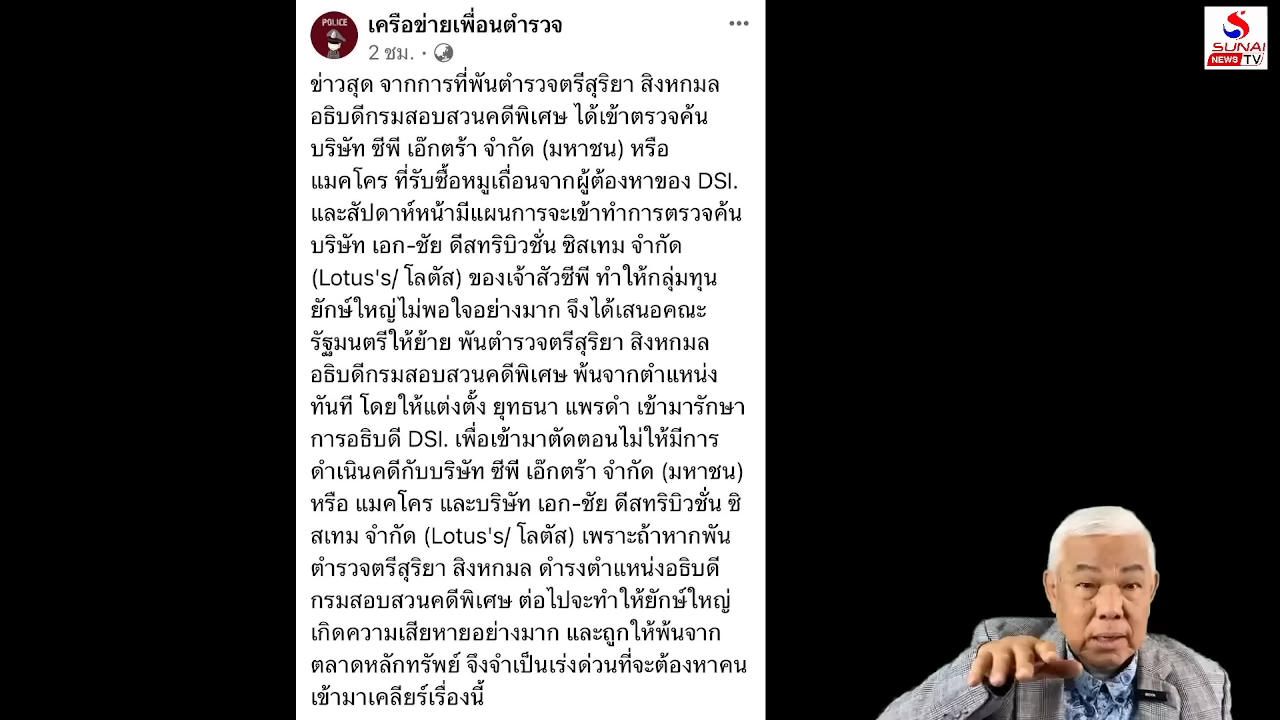 POLICE
เครือข่ายเพื่อนตำรวจ
2 ชม. ·
ข่าวสุด จากการที่พันตำรวจตรีสุริยา สิงหกมล
อธิบดีกรมสอบสวนคดีพิเศษ ได้เข้าตรวจค้น
บริษัท ซีพี เอ๊กตร้า จำกัด (มหาชน) หรือ
แมคโคร ที่รับซื้อหมูเถื่อนจากผู้ต้องหาของ DSI.
และสัปดาห์หน้ามีแผนการจะเข้าทำการตรวจค้น
บริษัท เอก-ชัย ดีสทริบิวชั่น ซิสเทม จำกัด
(Lotus's/ โลตัส) ของเจ้าสัวซีพี ทำให้กลุ่มทุน
ยักษ์ใหญ่ไม่พอใจอย่างมาก จึงได้เสนอคณะ
รัฐมนตรีให้ย้าย พันตำรวจตรีสุริยา สิงหกมล
อธิบดีกรมสอบสวนคดีพิเศษ พ้นจากตำแหน่ง
ทันที โดยให้แต่งตั้ง ยุทธนา แพรดำ เข้ามารักษา
การอธิบดี DSI. เพื่อเข้ามาตัดตอนไม่ให้มีการ
ดำเนินคดีกับบริษัท ซีพี เอ๊กตร้า จำกัด (มหาชน)
หรือ แมคโคร และบริษัท เอก-ชัย ดีสทริบิวชั่น ซิ
สเทม จำกัด (Lotus's/ โลตัส) เพราะถ้าหากพัน
ตำรวจตรีสุริยา สิงหกมล ดำรงตำแหน่งอธิบดี
กรมสอบสวนคดีพิเศษ ต่อไปจะทำให้ยักษ์ใหญ่
เกิดความเสียหายอย่างมาก และถูกให้พ้นจาก
ตลาดหลักทรัพย์ จึงจำเป็นเร่งด่วนที่จะต้องหาคน
เข้ามาเคลียร์เรื่องนี้
SUNAI
NEWS TV